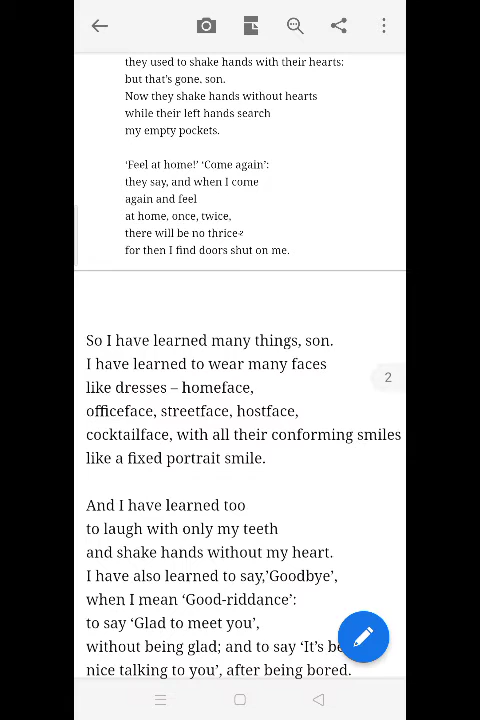 they used to shake hands with their hearts:
but that's gone, son.
Now they shake hands without hearts
while their left hands search
my empty pockets.
‘Feel at home!’ ‘Come again’:
they say, and when I come
again and feel
at home, once, twice,
there will be no thrice-
for then I find doors shut on me.
So I have learned many things, son.
I have learned to wear many faces
2
like dresses – homeface,
officeface, streetface, hostface,
cocktailface, with all their conforming smiles
like a fixed portrait smile.
And I have learned too
to laugh with only my teeth
and shake hands without my heart.
I have also learned to say,’Goodbye’,
when I mean ‘Good-riddance’:
to say ‘Glad to meet you’,
without being glad; and to say ‘It’s
nice talking to you’, after being bored.